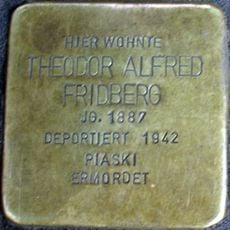 HIER WOHNTE
THEODOR ALFRED
FRIDBERG
JG. 1887
DEPORTIERT 1942
PIASKI
ERMORDET